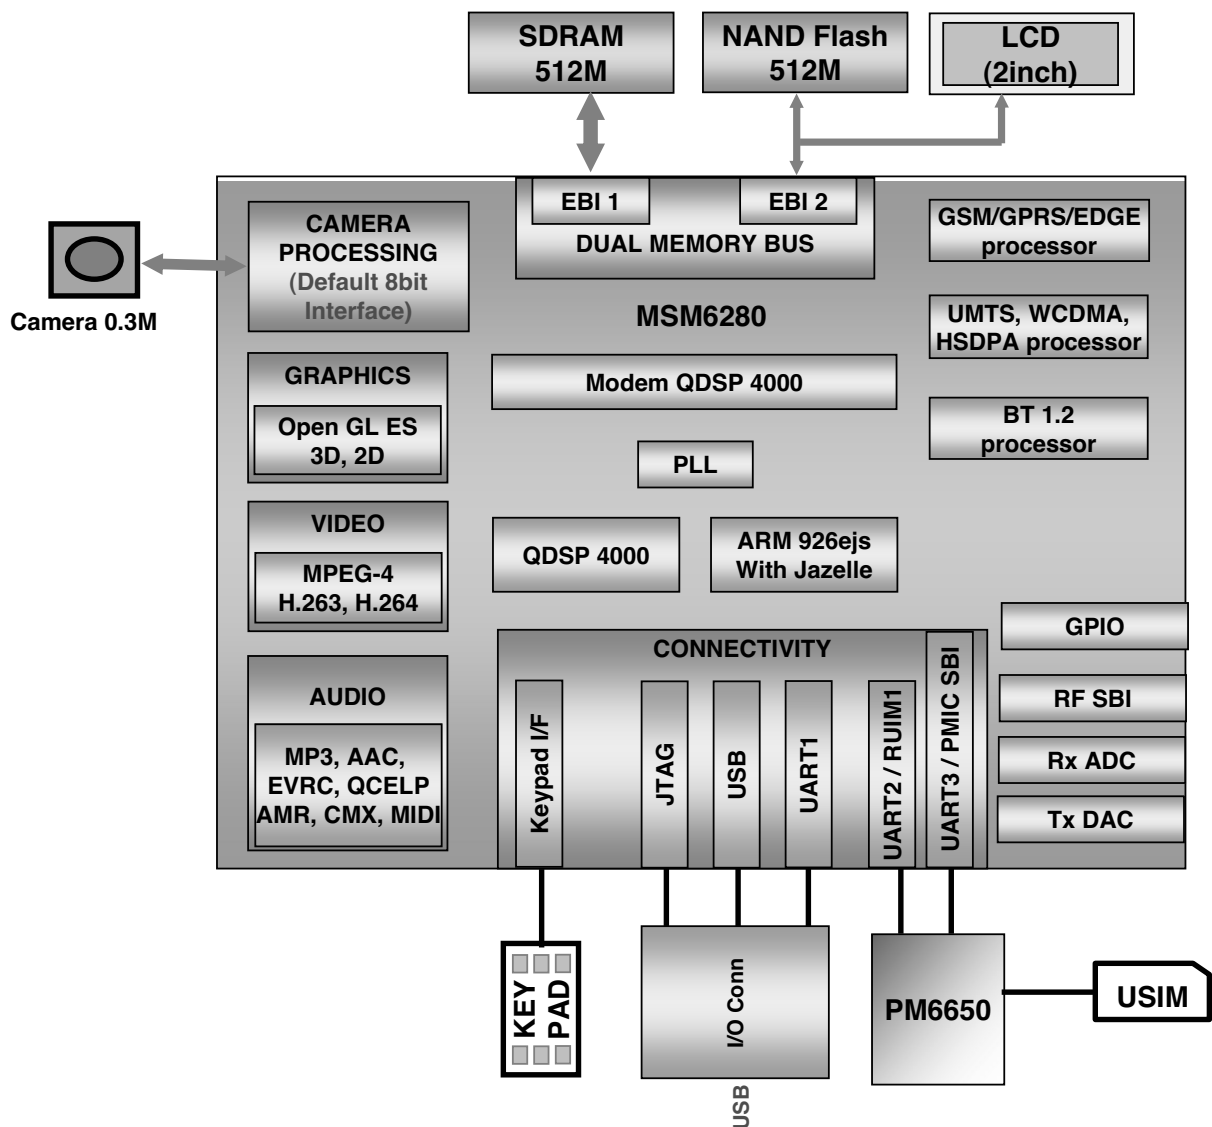 SDRAM
512M
NAND Flash
512M
LCD
(2inch)
EBI 1
EBI 2
DUAL MEMORY BUS
CAMERA
PROCESSING
(Default 8bit
Interface)
Camera 0.3M
GSM/GPRS/EDGE
processor
MSM6280
UMTS, WCDMA,
HSDPA processor
GRAPHICS
Open GL ES
3D, 2D
Modem QDSP 4000
BT 1.2
processor
PLL
VIDEO
MPEG-4
H.263, H.264
QDSP 4000
ARM 926ejs
With Jazelle
AUDIO
MP3, AAC,
EVRC, QCELP
AMR, CMX, MIDI
CONNECTIVITY
Keypad I/F
JTAG
USB
UART1
UART2 / RUIM1
UART3 / PMIC SBI
GPIO
RF SBI
Rx ADC
Tx DAC
KEY
PAD
I/O Conn
USB
PM6650
USIM